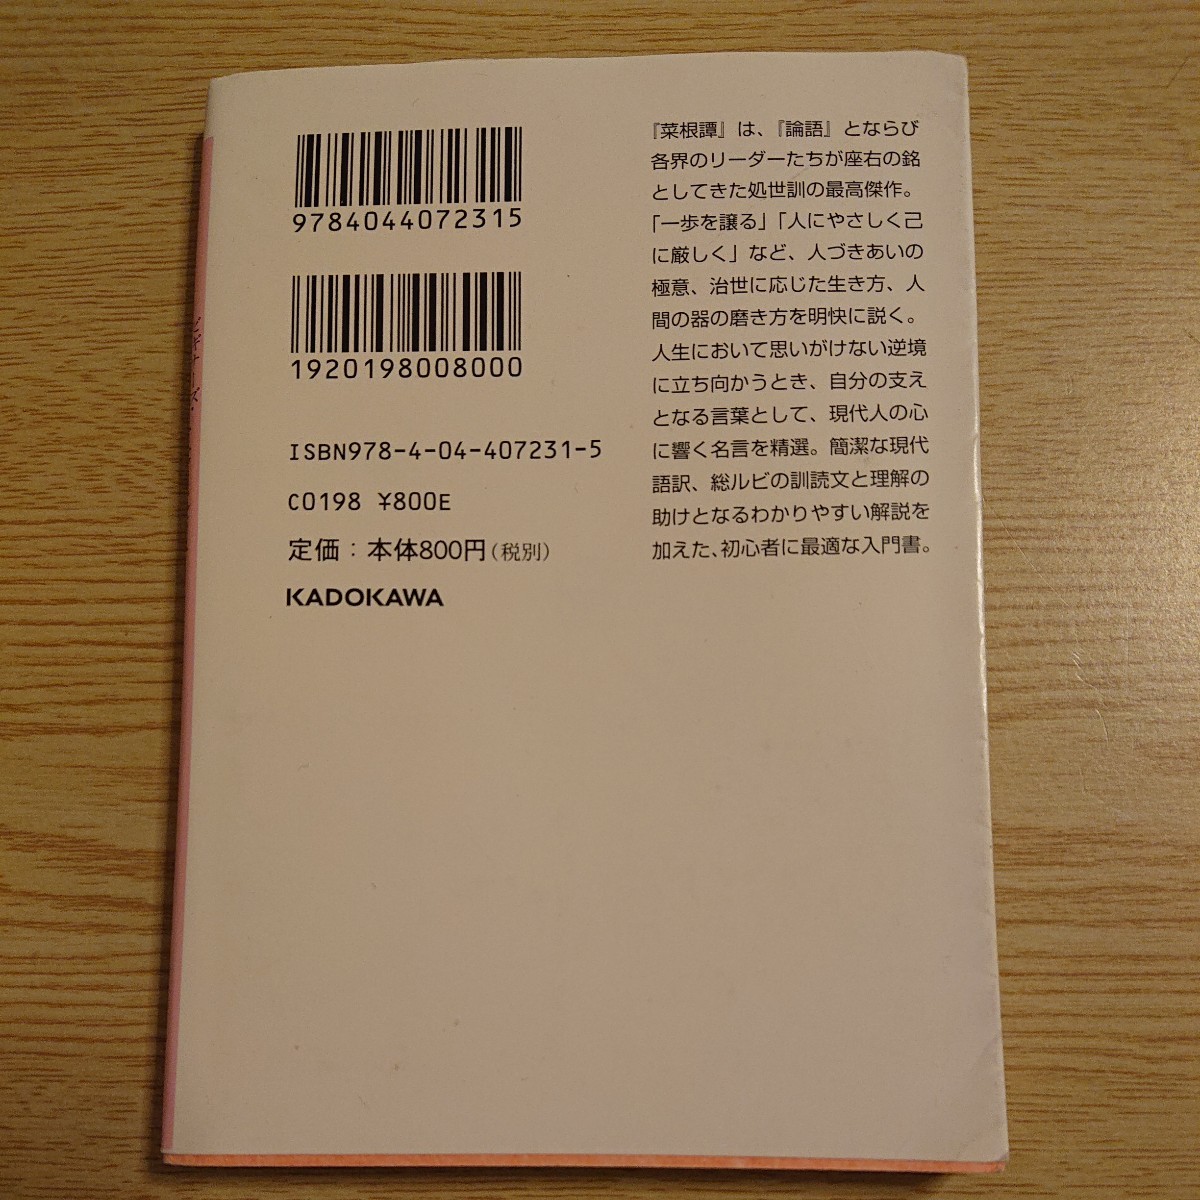 9784044072315
1920198008000
ISBN978-4-04-407231-5
C0198 ¥800E
定価：本体800円（税別）
KADOKAWA
『菜根譚』は、『論語』とならび
各界のリーダーたちが座右の銘
としてきた処世訓の最高傑作。
「一歩を譲る」「人にやさしく己
に厳しく」など、人づきあいの
極意、治世に応じた生き方、人
間の器の磨き方を明快に説く。
人生において思いがけない逆境
に立ち向かうとき、自分の支え
となる言葉として、現代人の心
に響く名言を精選。簡潔な現代
語訳、総ルビの訓読文と理解の
助けとなるわかりやすい解説を
加えた、初心者に最適な入門書。
ビギナーズ・